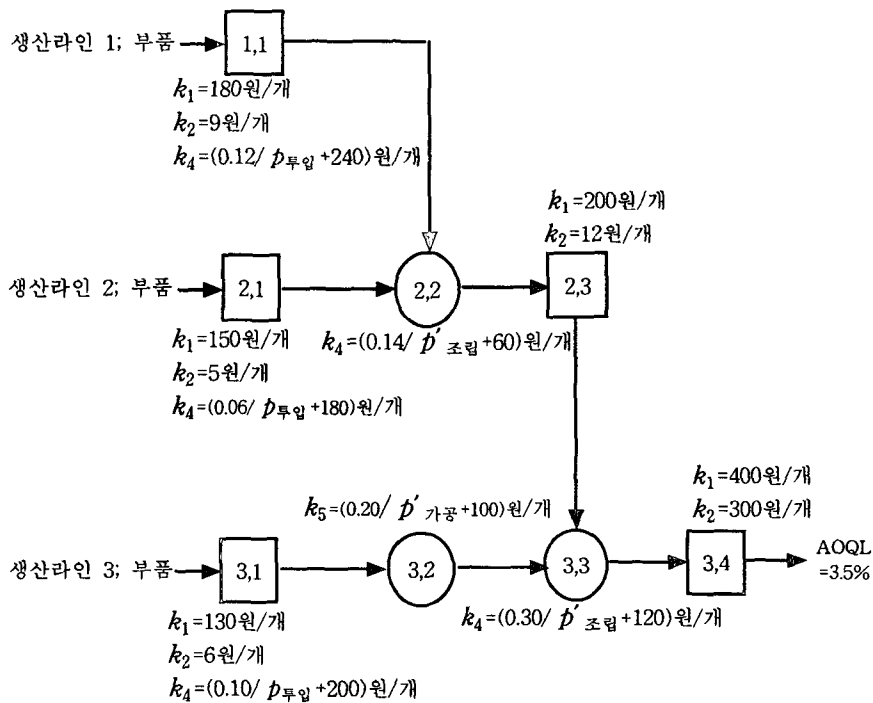 생산라인 1; 부품
1,1
k₁=180원/개
k₂=9원/개
k₄=(0.12/ p투입 +240)원/개
k₁=200원/개
k₂=12원/개
생산라인 2; 부품
2,1
2,2
2,3
k₁=150원/개
k₂=5원/개
k₄=(0.06/ p투입 +180)원/개
k₄=(0.14/ p′조립 +60)원/개
k₁=400원/개
k₂=300원/개
k₅=(0.20/ p′가공 +100)원/개
생산라인 3; 부품
3,1
3,2
3,3
3,4
AOQL
=3.5%
k₁=130원/개
k₂=6원/개
k₄=(0.10/ p투입 +200)원/개
k₄=(0.30/ p′조립 +120)원/개